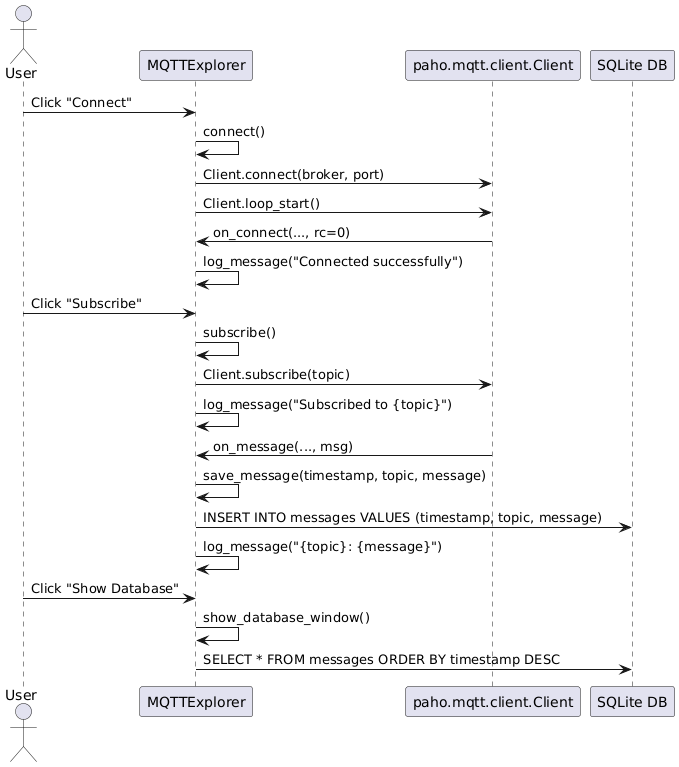 User
MQTTExplorer
paho.mqtt.client.Client
SQLite DB
Click "Connect"
connect()
Client.connect(broker, port)
Client.loop_start()
on_connect(..., rc=0)
log_message("Connected successfully")
Click "Subscribe"
subscribe()
Client.subscribe(topic)
log_message("Subscribed to {topic}")
on_message(..., msg)
save_message(timestamp, topic, message)
INSERT INTO messages VALUES (timestamp, topic, message)
log_message("{topic}: {message}")
Click "Show Database"
show_database_window()
SELECT * FROM messages ORDER BY timestamp DESC
User
MQTTExplorer
paho.mqtt.client.Client
SQLite DB